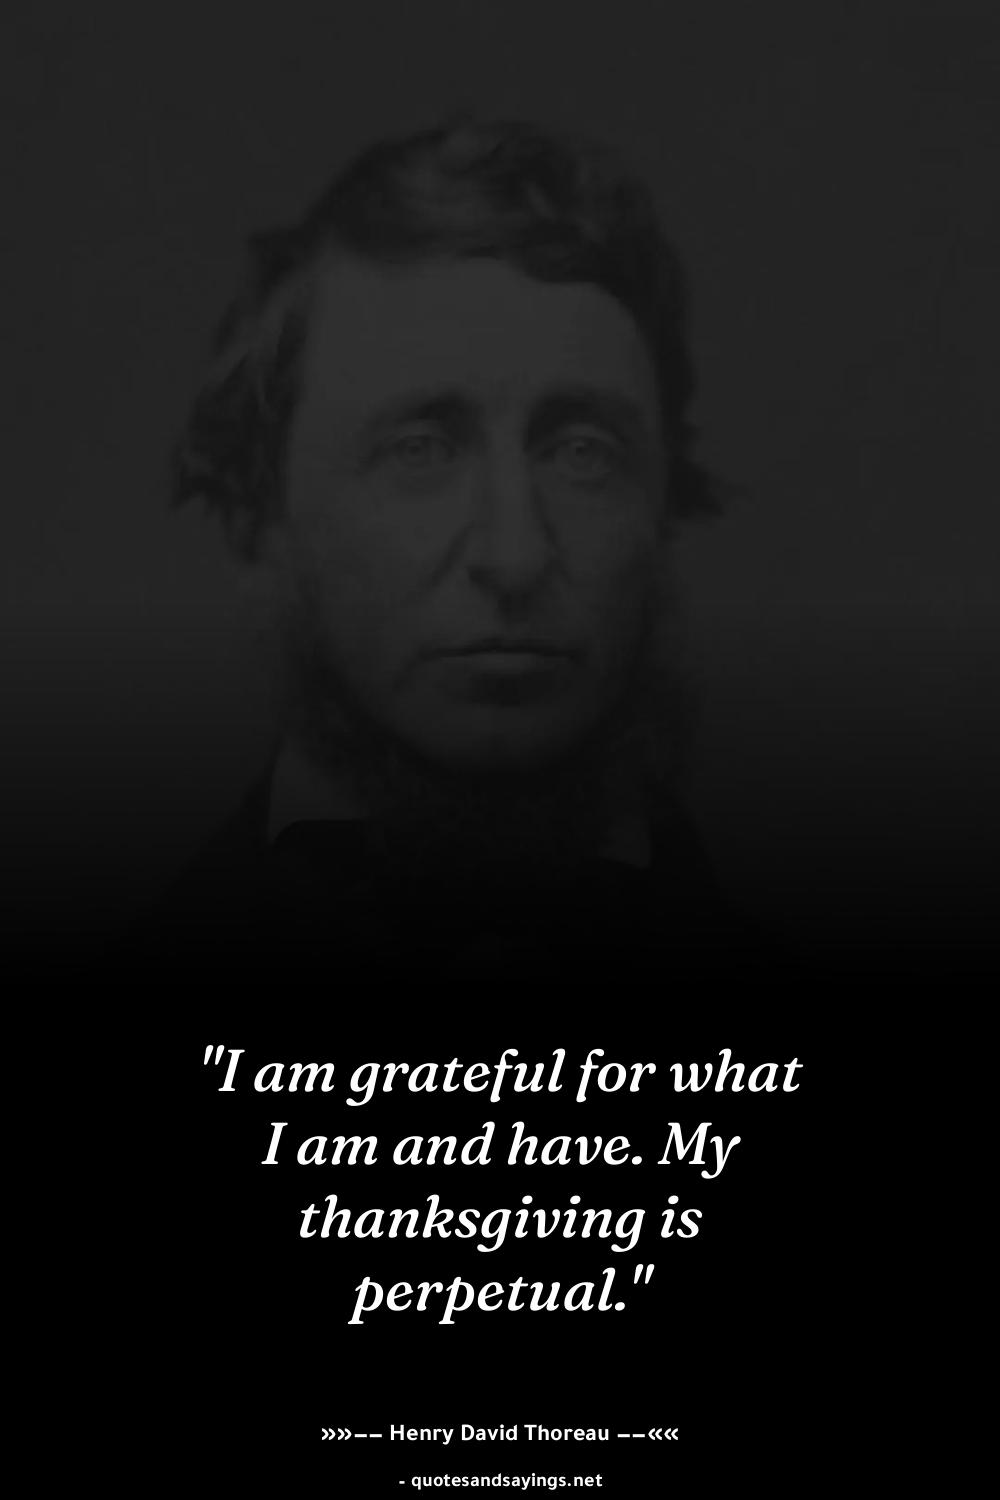 "I am grateful for what
I am and have. My
thanksgiving is
perpetual."
»»−− Henry David Thoreau −−««
- quotesandsayings.net